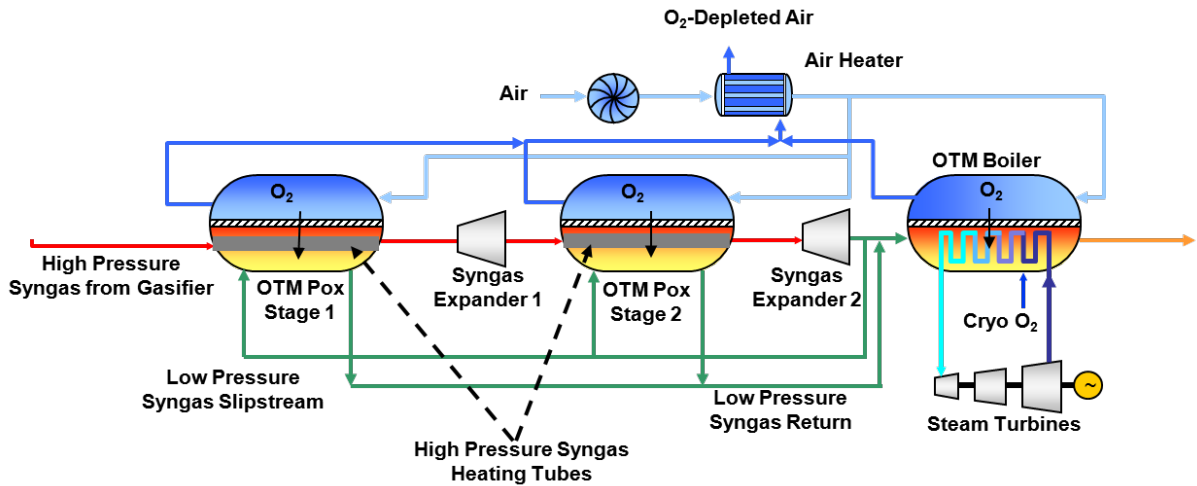 O₂-Depleted Air
Air Heater
Air
O₂
O₂
OTM Boiler
O₂
High Pressure
Syngas from Gasifier
OTM Pox
Stage 1
Syngas
Expander 1
OTM Pox
Stage 2
Syngas
Expander 2
Cryo O₂
Low Pressure
Syngas Slipstream
Low Pressure
Syngas Return
~
Steam Turbines
High Pressure Syngas
Heating Tubes